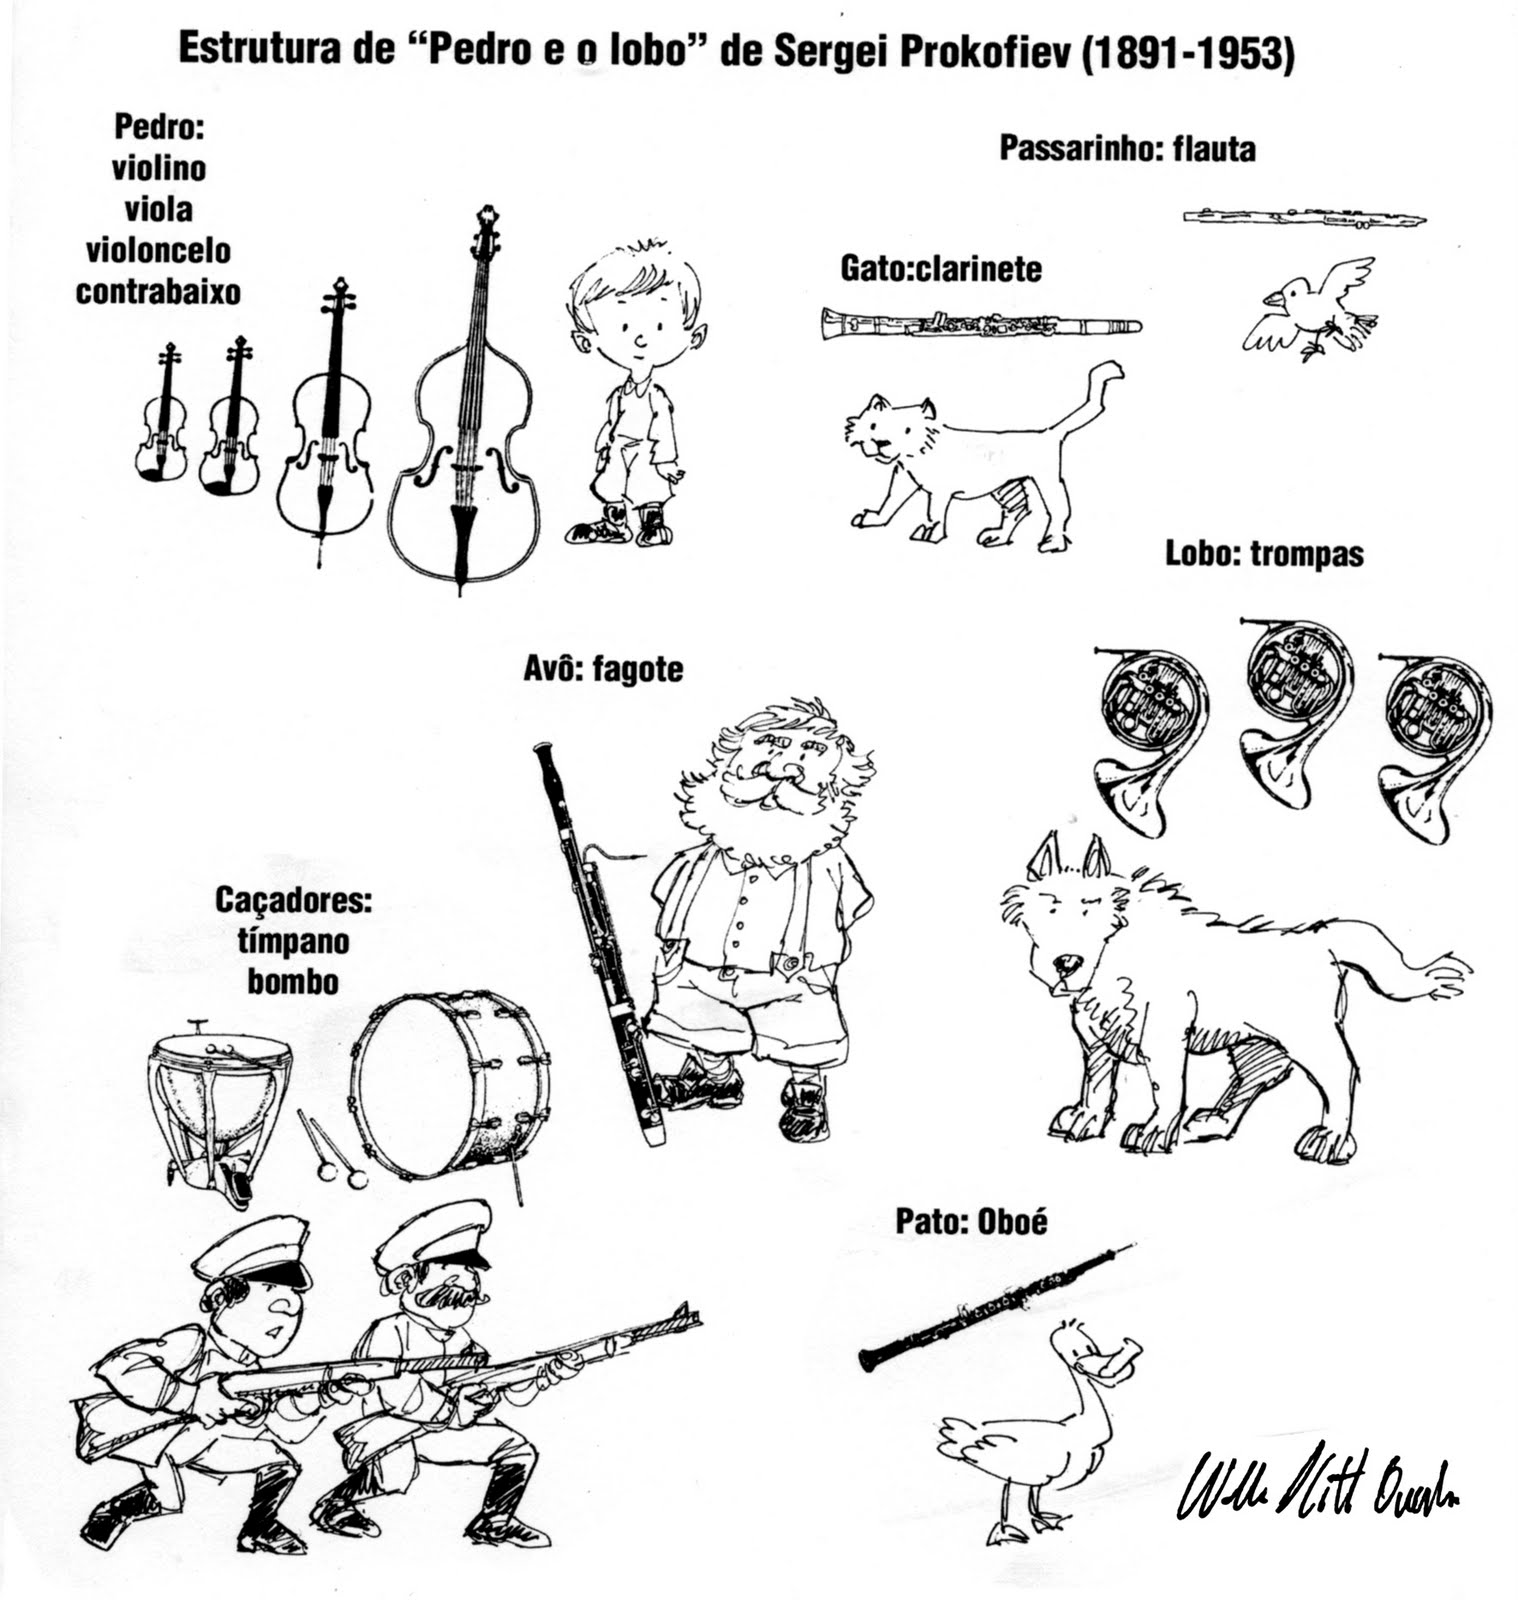 Estrutura de “Pedro e o lobo” de Sergei Prokofiev (1891-1953)
Pedro:
violino
viola
violoncelo
contrabaixo
Passarinho: flauta
Gato:clarinete
Lobo: trompas
Avô: fagote
Caçadores:
tímpano
bombo
Pato: Oboé